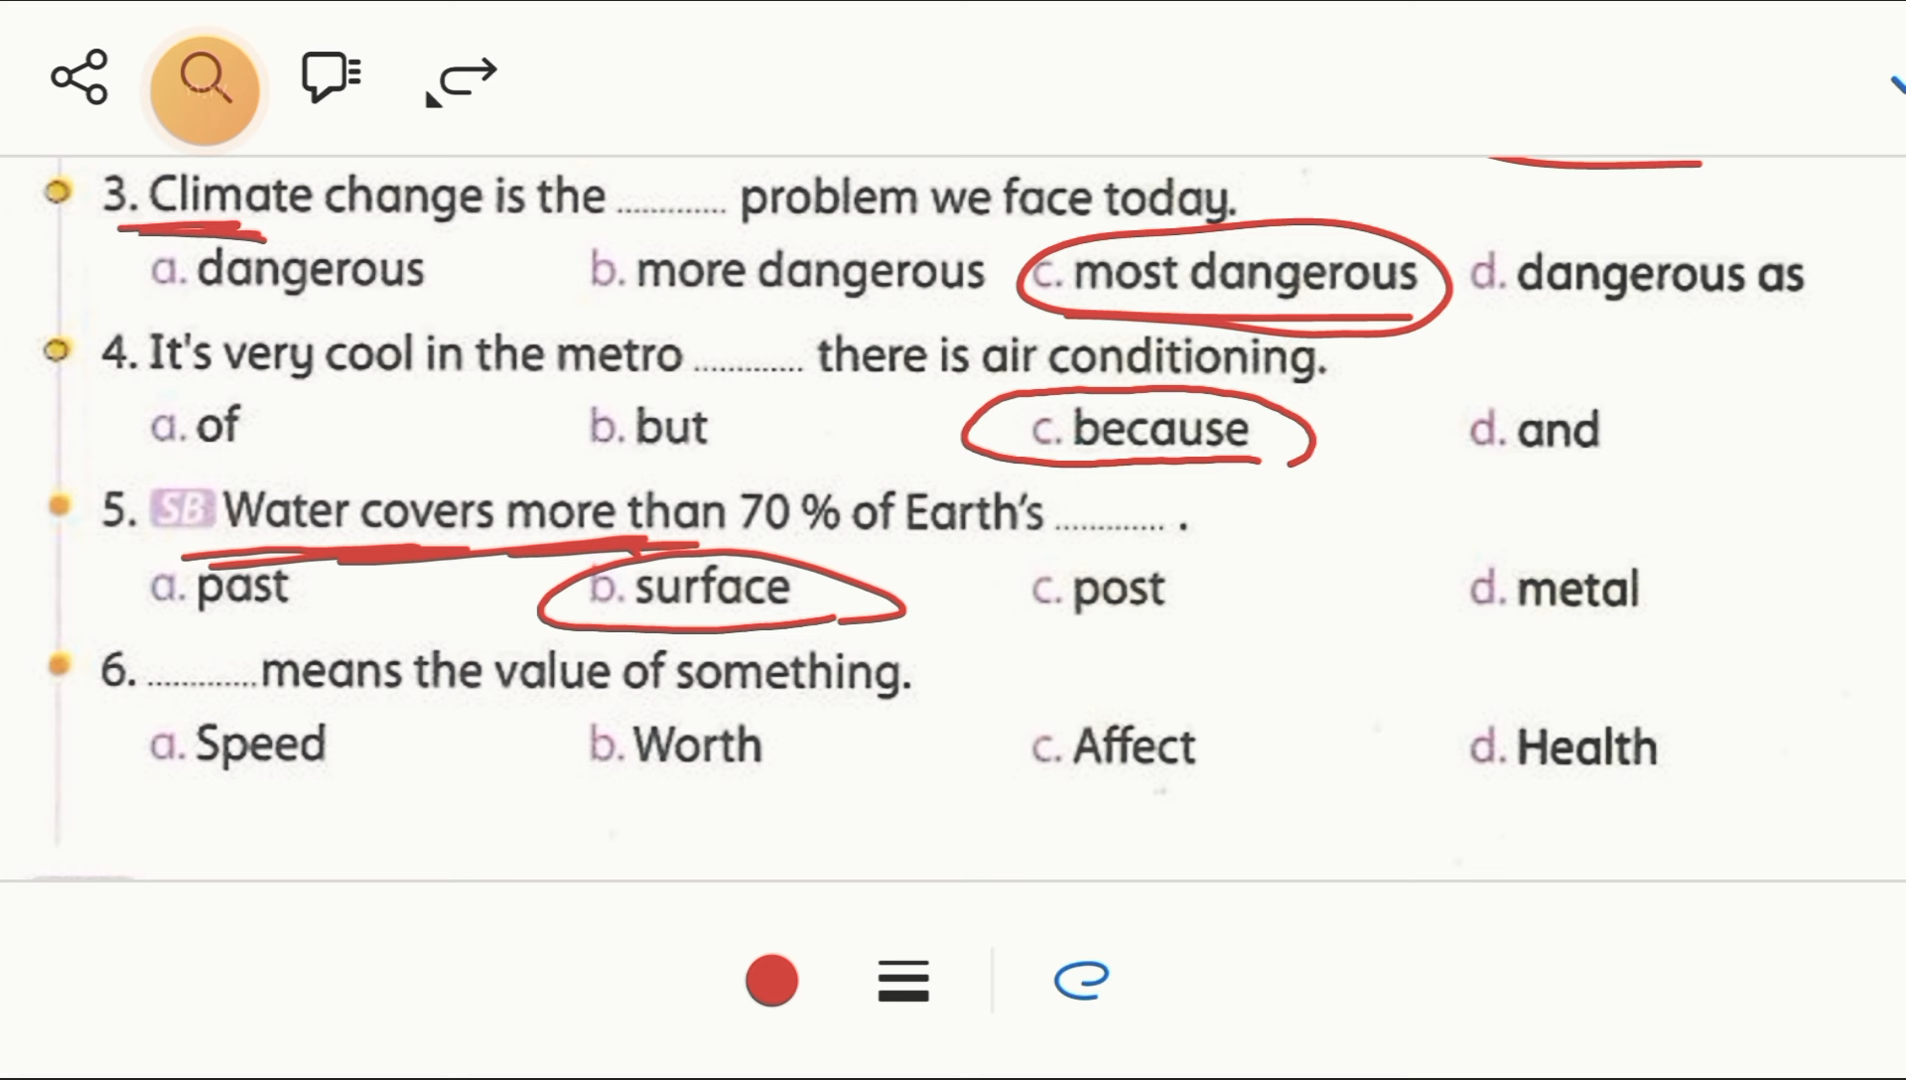 3. Climate change is the ............. problem we face today.
a. dangerous b. more dangerous c. most dangerous d. dangerous as
4. It's very cool in the metro ............. there is air conditioning.
a. of b. but c. because d. and
5. SB Water covers more than 70 % of Earth's ............. .
a. past b. surface c. post d. metal
6. ............. means the value of something.
a. Speed b. Worth c. Affect d. Health